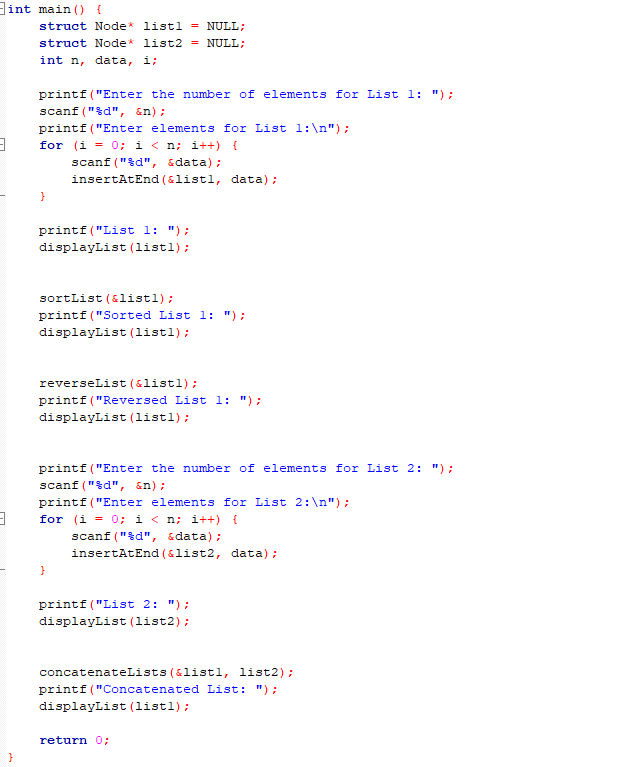 int main() {
    struct Node* list1 = NULL;
    struct Node* list2 = NULL;
    int n, data, i;

    printf("Enter the number of elements for List 1: ");
    scanf("%d", &n);
    printf("Enter elements for List 1:\n");
    for (i = 0; i < n; i++) {
        scanf("%d", &data);
        insertAtEnd(&list1, data);
    }

    printf("List 1: ");
    displayList(list1);


    sortList(&list1);
    printf("Sorted List 1: ");
    displayList(list1);


    reverseList(&list1);
    printf("Reversed List 1: ");
    displayList(list1);


    printf("Enter the number of elements for List 2: ");
    scanf("%d", &n);
    printf("Enter elements for List 2:\n");
    for (i = 0; i < n; i++) {
        scanf("%d", &data);
        insertAtEnd(&list2, data);
    }

    printf("List 2: ");
    displayList(list2);


    concatenateLists(&list1, list2);
    printf("Concatenated List: ");
    displayList(list1);

    return 0;
}